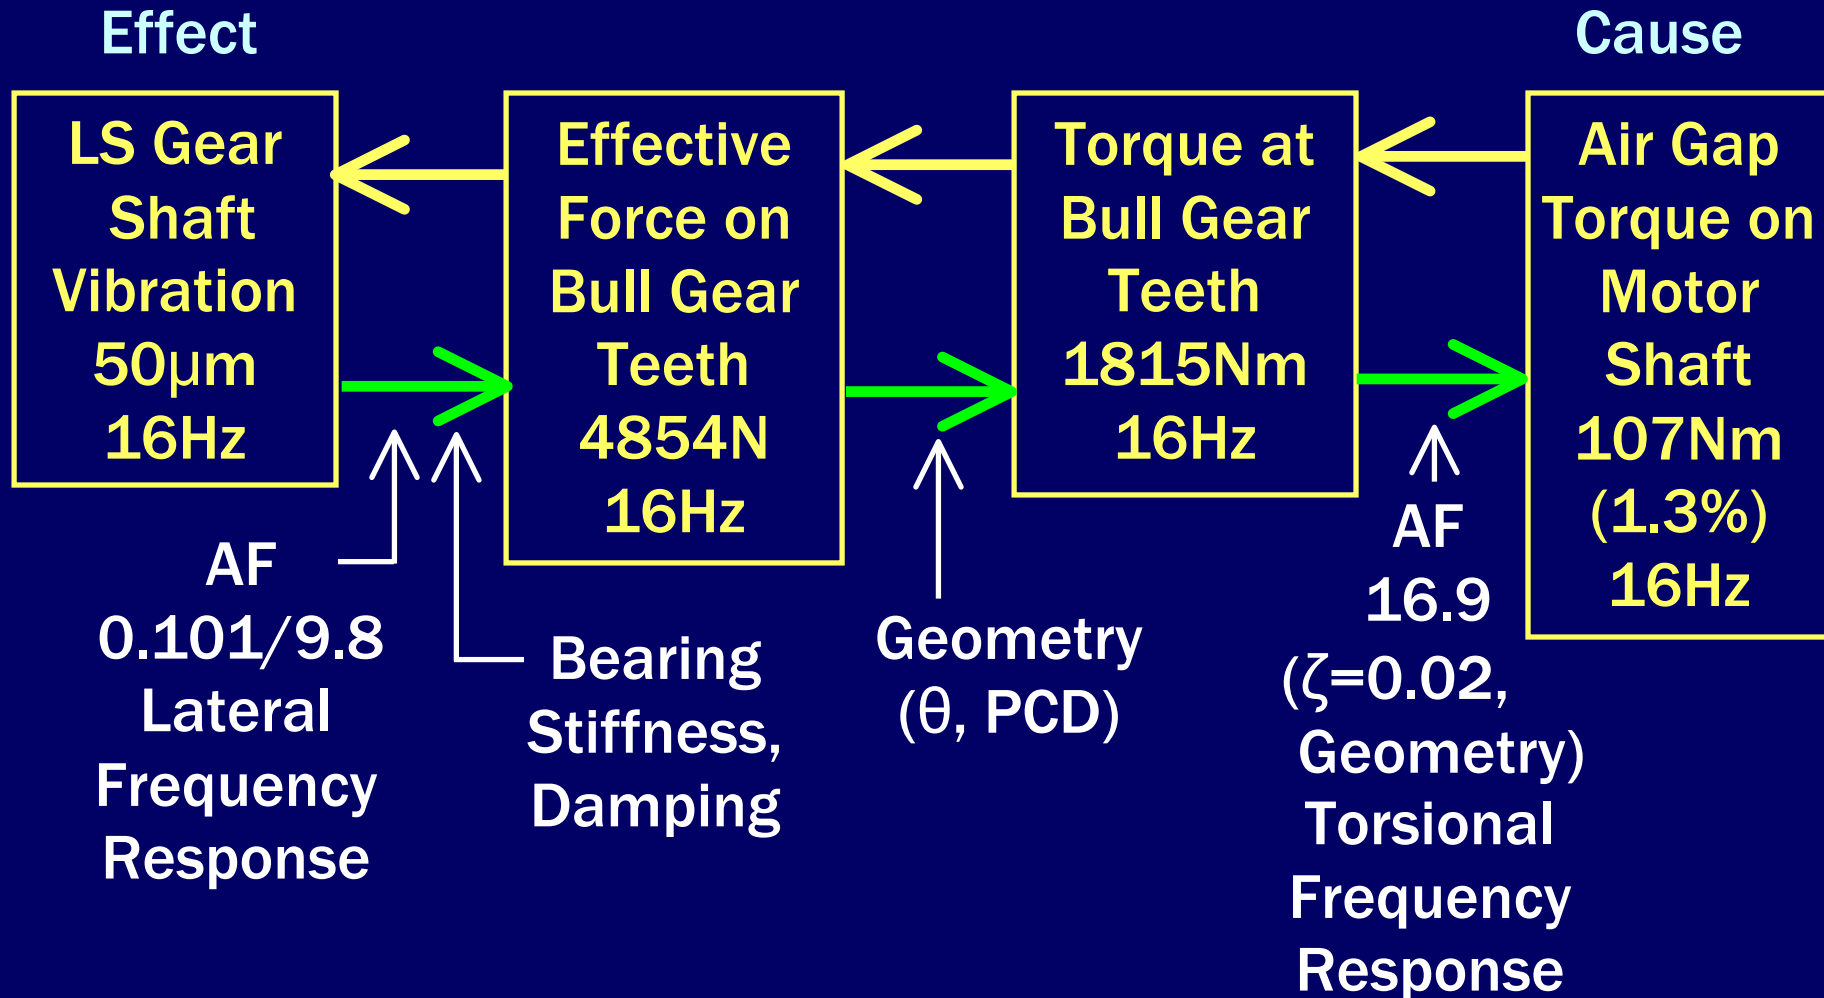 Effect
Cause
LS Gear
Shaft
Vibration
50μm
16Hz
Effective
Force on
Bull Gear
Teeth
4854N
16Hz
Torque at
Bull Gear
Teeth
1815Nm
16Hz
Air Gap
Torque on
Motor
Shaft
107Nm
(1.3%)
16Hz
AF
0.101/9.8
Lateral
Frequency
Response
Bearing
Stiffness,
Damping
Geometry
(θ, PCD)
AF
16.9
(ζ=0.02,
Geometry)
Torsional
Frequency
Response